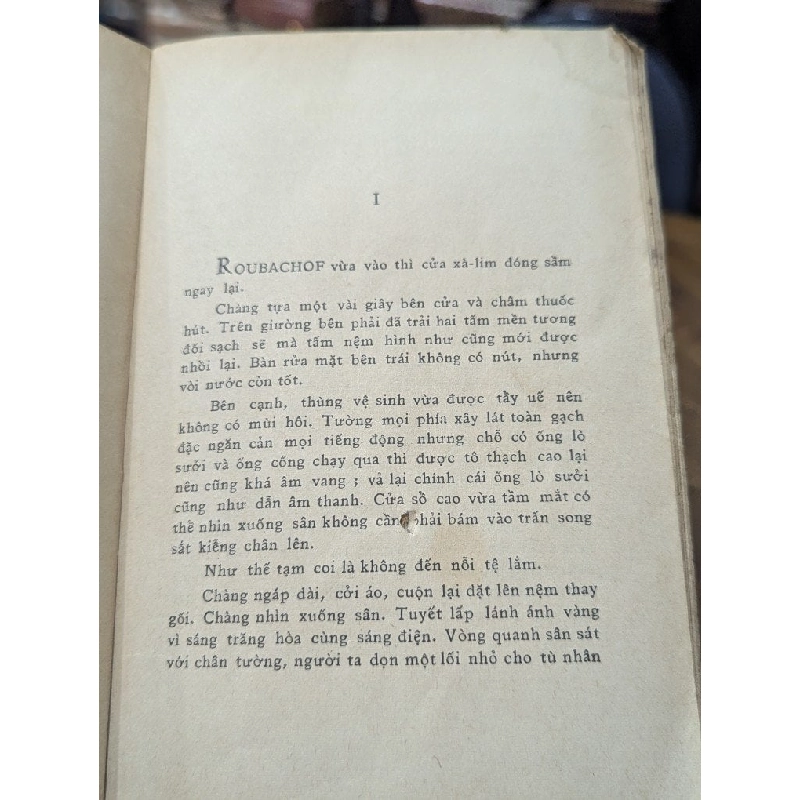 I
ROUBACHOF vừa vào thì cửa xà-lim đóng sầm
ngay lại.
Chàng tựa một vài giây bên cửa và châm thuốc
hút. Trên giường bên phải đã trải hai tấm mền tương
đối sạch sẽ mà tấm nệm hình như cũng mới được
nhồi lại. Bàn rửa mặt bên trái không có nút, nhưng
vòi nước còn tốt.
Bên cạnh, thùng vệ sinh vừa được tẩy uế nên
không có mùi hôi. Tường mọi phía xây lát toàn gạch
đặc ngăn cản mọi tiếng động nhưng chỗ có ống lò
sưởi và ống cống chạy qua thì được tô thạch cao lại
nên cũng khá âm vang ; vả lại chính cái ống lò sưởi
cũng như dẫn âm thanh. Cửa sổ cao vừa tầm mắt có
thể nhìn xuống sân không cần phải bám vào trấn song
sắt kiễng chân lên.
Như thế tạm coi là không đến nỗi tệ lắm.
Chàng ngáp dài, cởi áo, cuộn lại đặt lên nệm thay
gối. Chàng nhìn xuống sân. Tuyết lấp lánh ánh vàng
vì sáng trăng hòa cùng sáng điện. Vòng quanh sân sát
với chân tường, người ta dọn một lối nhỏ cho tù nhân